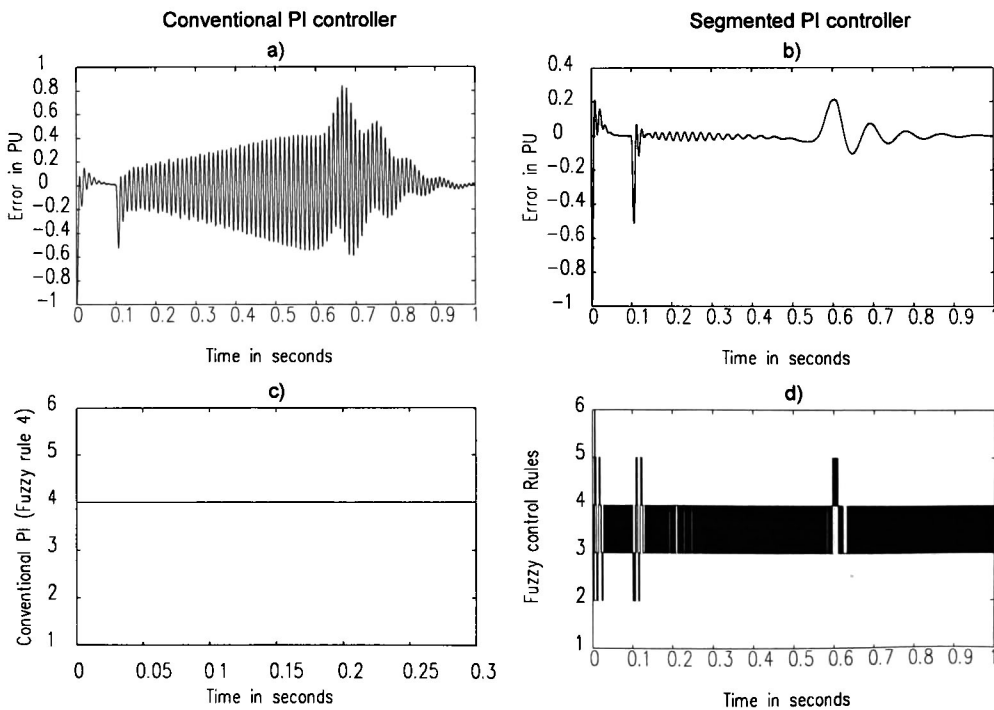 Conventional PI controller
Segmented PI controller
a)
1
0.8
0.4
0.2
0
−0.2
−0.4
−0.6
−0.8
−1
Error in PU
0 0.1 0.2 0.3 0.4 0.5 0.6 0.7 0.8 0.9 1
Time in seconds
b)
0.4
0.2
0
−0.2
−0.4
−0.6
−0.8
−1
Error in PU
0 0.1 0.2 0.3 0.4 0.5 0.6 0.7 0.8 0.9 1
Time in seconds
c)
6
5
4
3
2
1
Conventional PI (Fuzzy rule 4)
0 0.05 0.1 0.15 0.2 0.25 0.3
Time in seconds
d)
6
5
4
3
2
1
Fuzzy control Rules
0 0.1 0.2 0.3 0.4 0.5 0.6 0.7 0.8 0.9 1
Time in seconds